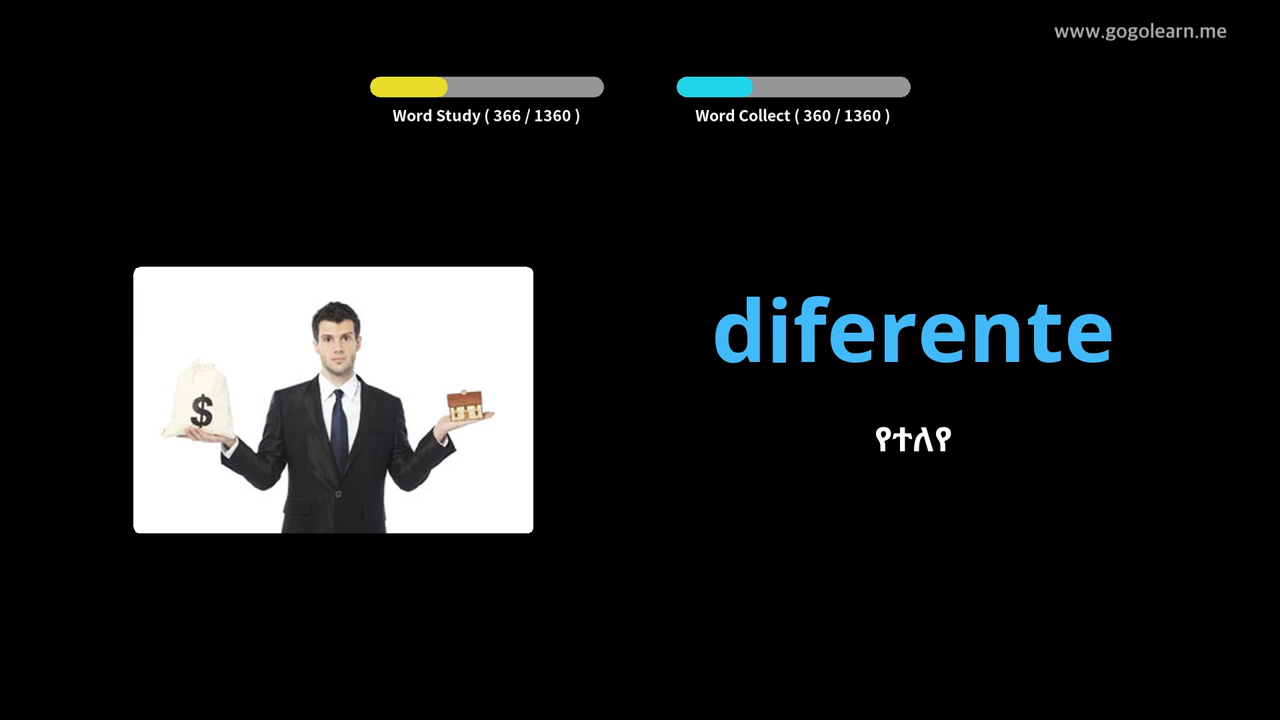 www.gogolearn.me
Word Study ( 366 / 1360 )
Word Collect ( 360 / 1360 )
$
diferente
የተለየ